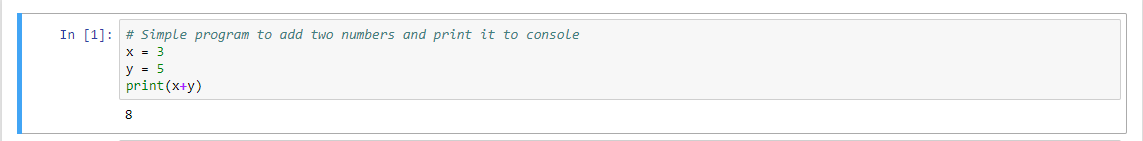 In [1]: # Simple program to add two numbers and print it to console
x = 3
y = 5
print(x+y)
8